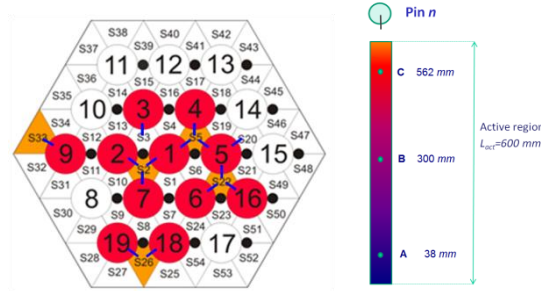 S38 S40 S42
S37 S39 S41 S43
11 12 13
S36 S15 S17 S44
S35 S14 S16 S18 S45
10 3 4 14
S34 S13 S4 S19 S46
S33 S12 S3 S5 S20 S47
9 2 1 5 15
S32 S11 S2 S6 S21 S48
S31 S10 S1 S22 S49
8 7 6 16
S30 S9 S7 S23 S50
S29 S8 S24 S51
19 18 17
S28 S26 S54 S52
S27 S25 S53
Pin n
C 562 mm
Active region
Lact=600 mm
B 300 mm
A 38 mm